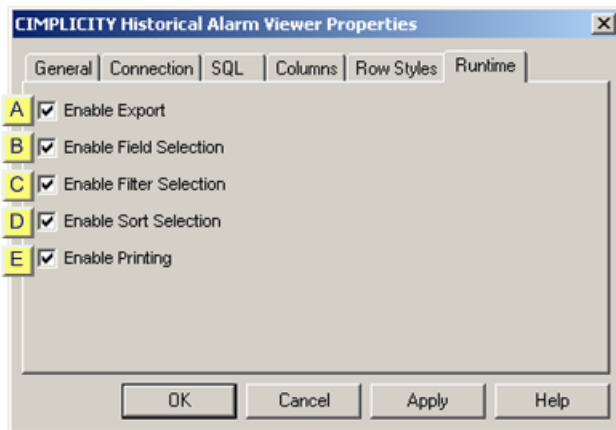 CIMPLICITY Historical Alarm Viewer Properties
General Connection SQL Columns Row Styles Runtime
A Enable Export
B Enable Field Selection
C Enable Filter Selection
D Enable Sort Selection
E Enable Printing
OK Cancel Apply Help